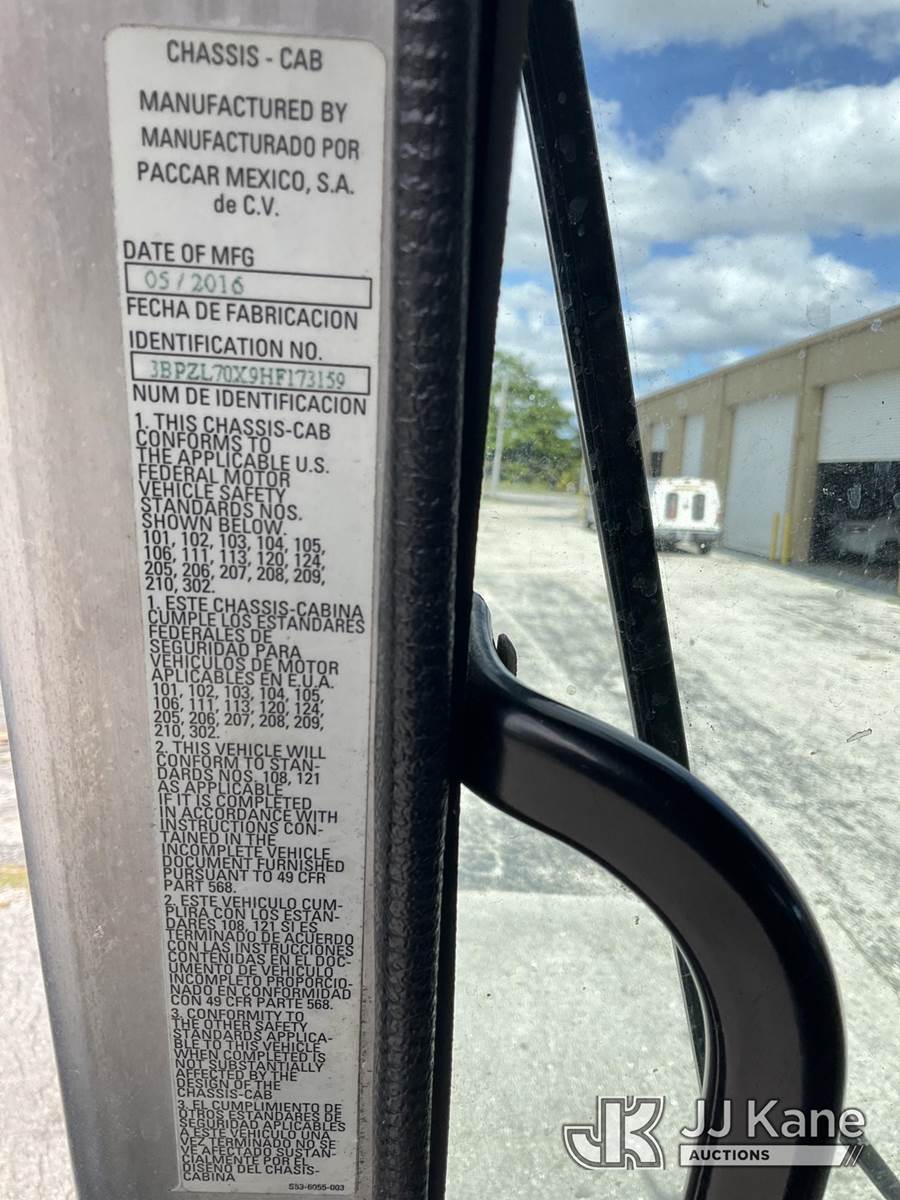 CHASSIS - CAB
MANUFACTURED BY
MANUFACTURADO POR
PACCAR MEXICO, S.A.
de C.V.
DATE OF MFG
05 / 2016
FECHA DE FABRICACION
IDENTIFICATION NO.
3BPZL70X9HF173159
NUM DE IDENTIFICACION
1. THIS CHASSIS-CAB
CONFORMS TO
THE APPLICABLE U.S.
FEDERAL MOTOR
VEHICLE SAFETY
STANDARDS NOS.
SHOWN BELOW.
101, 102, 103, 104, 105,
106, 111, 113, 120, 124,
205, 206, 207, 208, 209,
210, 302.
1. ESTE CHASSIS-CABINA
CUMPLE LOS ESTANDARES
FEDERALES DE
SEGURIDAD PARA
VEHICULOS DE MOTOR
APLICABLES EN E.U.A.
101, 102, 103, 104, 105,
106, 111, 113, 120, 124,
205, 206, 207, 208, 209,
210, 302.
2. THIS VEHICLE WILL
CONFORM TO STAN-
DARDS NOS. 108, 121
AS APPLICABLE
IF IT IS COMPLETED
IN ACCORDANCE WITH
INSTRUCTIONS CON-
TAINED IN THE
INCOMPLETE VEHICLE
DOCUMENT FURNISHED
PURSUANT TO 49 CFR
PART 568.
2. ESTE VEHICULO CUM-
PLIRA CON LOS ESTAN-
DARES 108, 121 SI ES
TERMINADO DE ACUERDO
CON LAS INSTRUCCIONES
CONTENIDAS EN EL DOC-
UMENTO DE VEHICULO
INCOMPLETO PROPORCIO-
NADO EN CONFORMIDAD
CON 49 CFR PARTE 568.
3. CONFORMITY TO
THE OTHER SAFETY
STANDARDS APPLICA-
BLE TO THIS VEHICLE
WHEN COMPLETED IS
NOT SUBSTANTIALLY
AFFECTED BY THE
DESIGN OF THE
CHASSIS-CAB
3. EL CUMPLIMIENTO DE
OTROS ESTANDARES DE
SEGURIDAD APLICABLES
A ESTE VEHICULO UNA
VEZ TERMINADO NO SE
VE AFECTADO SUSTAN-
CIALMENTE POR EL
DISENO DEL CHASIS-
CABINA
S53-6055-003
JK JJ Kane
AUCTIONS